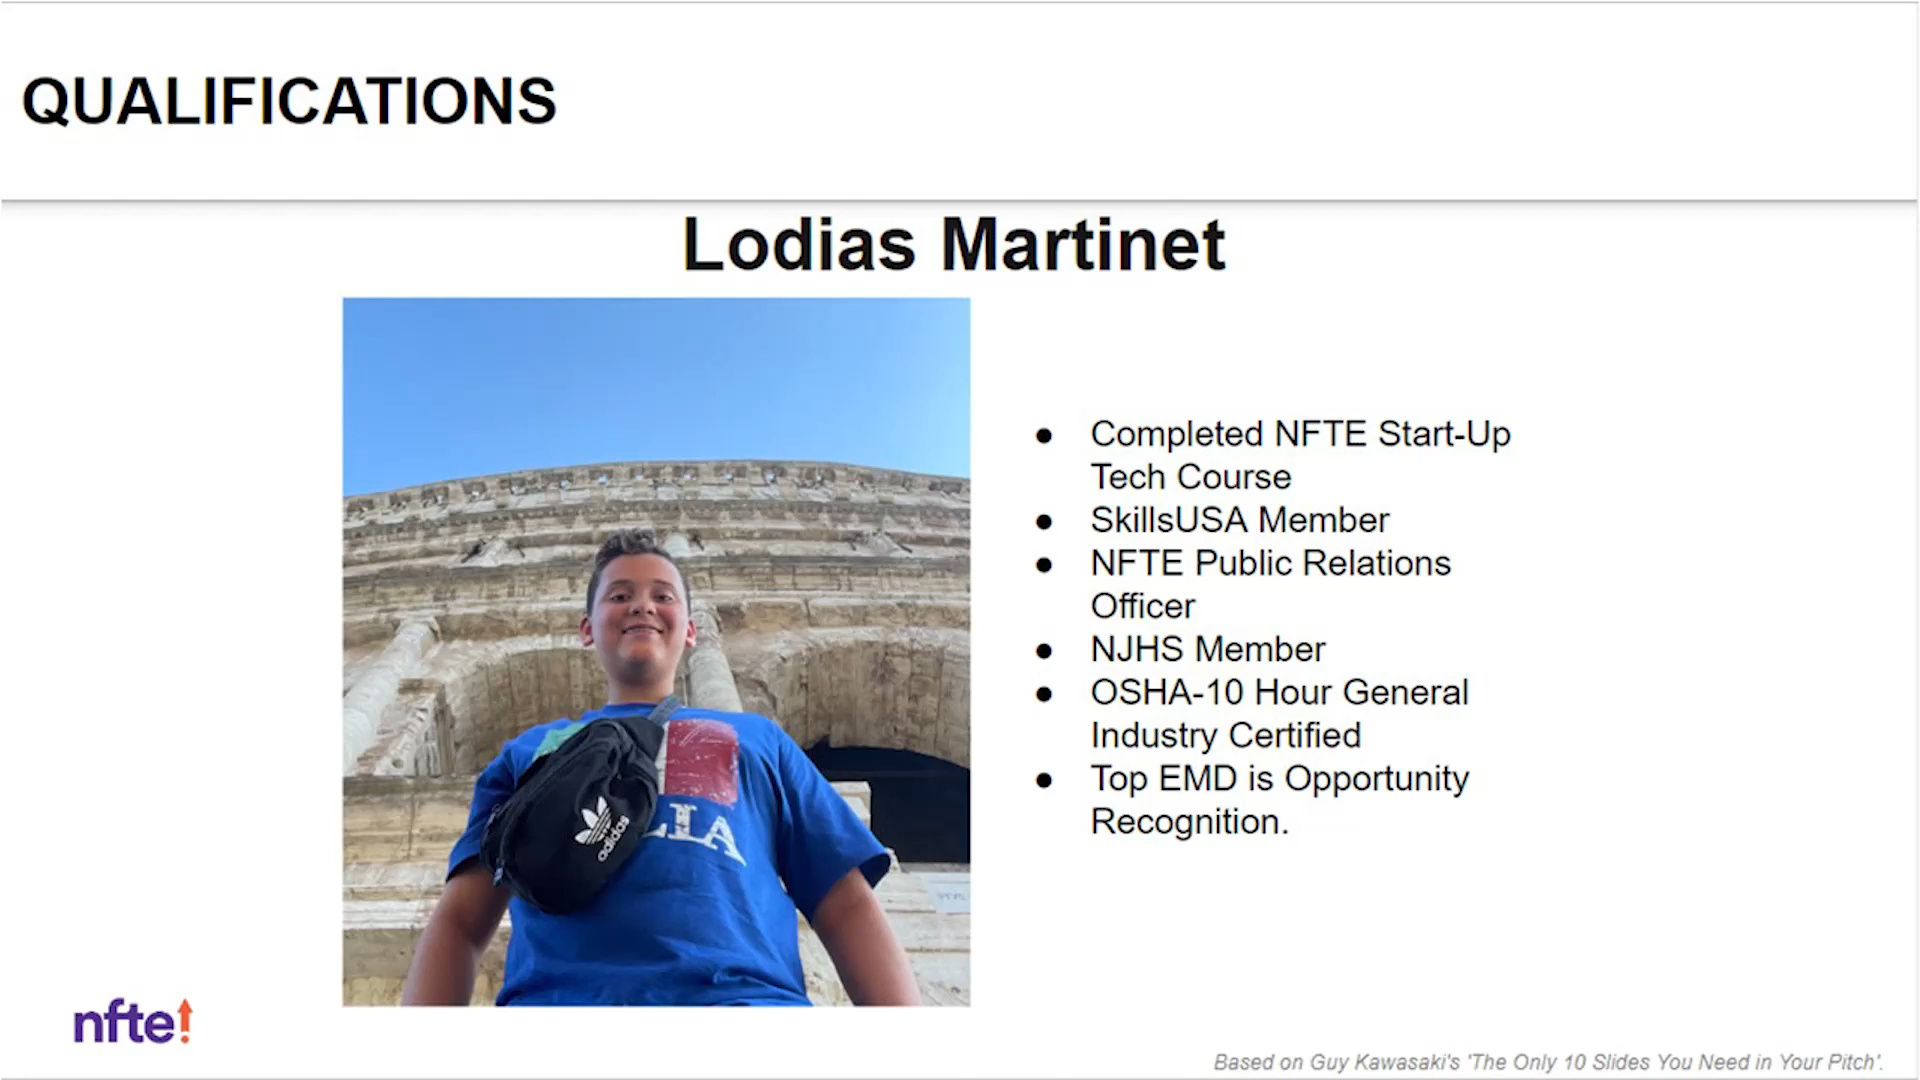 QUALIFICATIONS
Lodias Martinet
● Completed NFTE Start-Up
Tech Course
● SkillsUSA Member
● NFTE Public Relations
Officer
● NJHS Member
● OSHA-10 Hour General
Industry Certified
● Top EMD is Opportunity
Recognition.
adidas
LIA
nfte!
Based on Guy Kawasaki's 'The Only 10 Slides You Need in Your Pitch'.